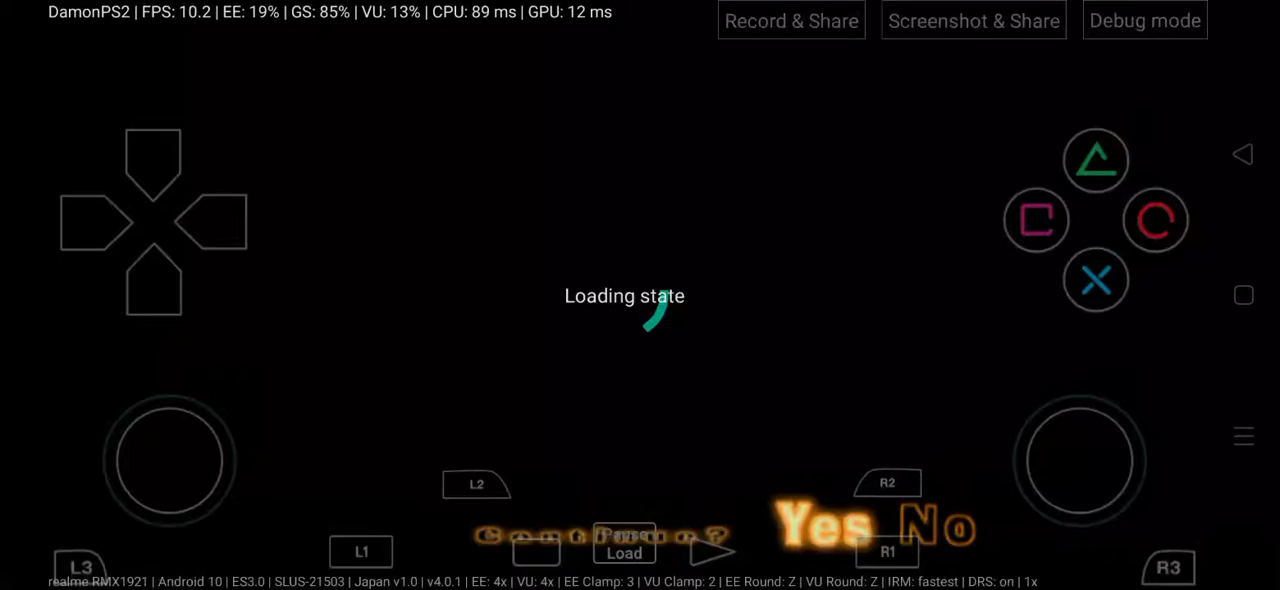 DamonPS2 | FPS: 10.2 | EE: 19% | GS: 85% | VU: 13% | CPU: 89 ms | GPU: 12 ms
Record & Share
Screenshot & Share
Debug mode
Loading state
L2
R2
Continue?
Yes No
Pause
Load
L1
R1
L3
R3
realme RMX1921 | Android 10 | ES3.0 | SLUS-21503 | Japan v1.0 | v4.0.1 | EE: 4x | VU: 4x | EE Clamp: 3 | VU Clamp: 2 | EE Round: Z | VU Round: Z | IRM: fastest | DRS: on | 1x